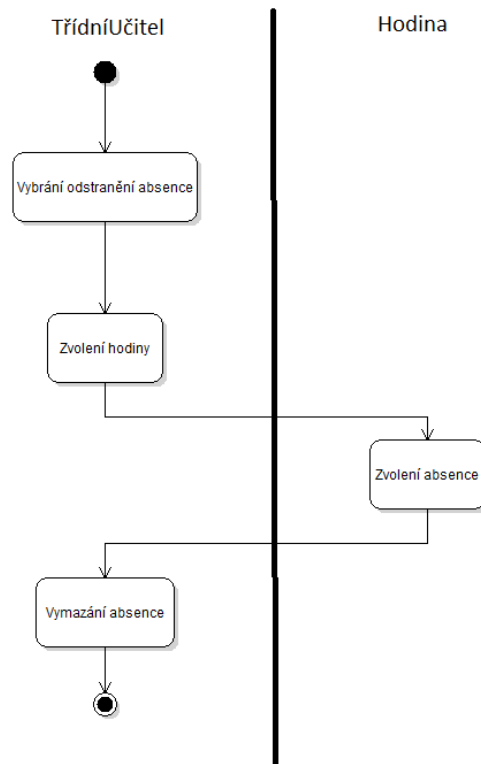 TřídníUčitel
Hodina
Vybrání odstranění absence
Zvolení hodiny
Zvolení absence
Vymazání absence